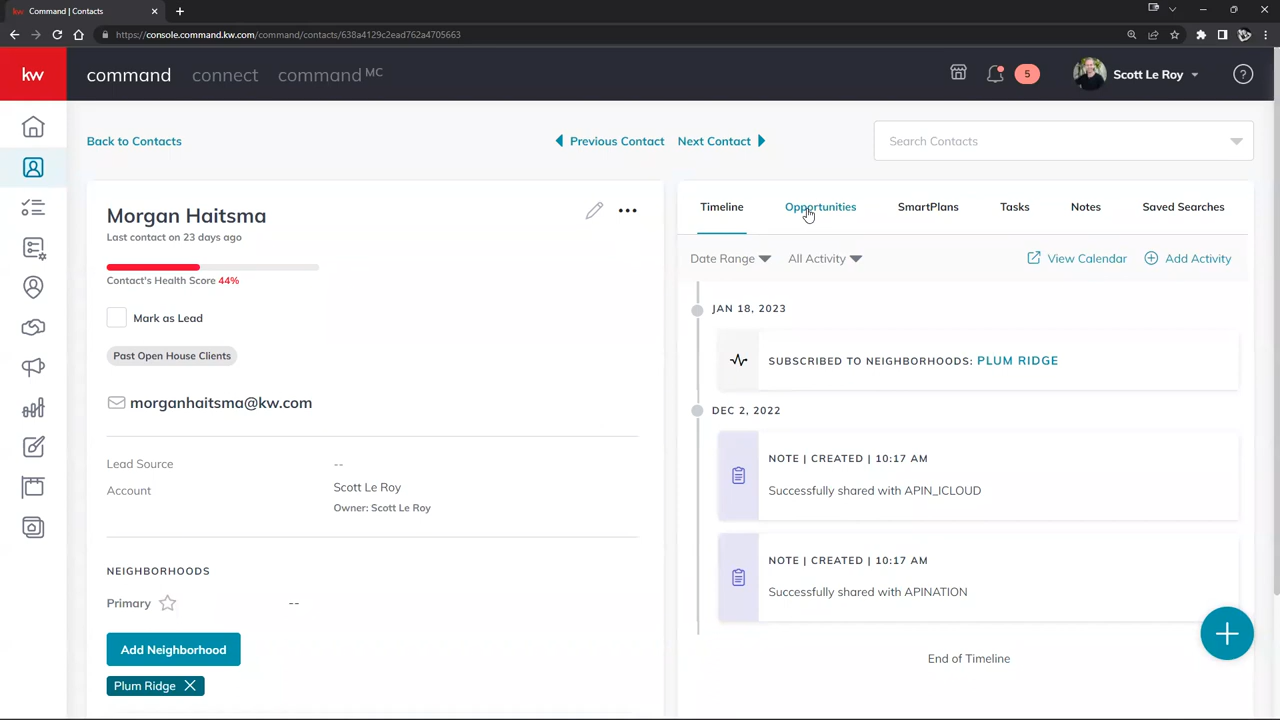 kw Command | Contacts
https://console.command.kw.com/command/contacts/638a4129c2ead762a4705663
kw command connect command MC 5 Scott Le Roy
Back to Contacts Previous Contact Next Contact Search Contacts
Morgan Haitsma
Last contact on 23 days ago
Contact's Health Score 44%
Mark as Lead
Past Open House Clients
morganhaitsma@kw.com
Lead Source --
Account Scott Le Roy
Owner: Scott Le Roy
NEIGHBORHOODS
Primary --
Add Neighborhood
Plum Ridge
Timeline Opportunities SmartPlans Tasks Notes Saved Searches
Date Range All Activity View Calendar Add Activity
JAN 18, 2023
SUBSCRIBED TO NEIGHBORHOODS: PLUM RIDGE
DEC 2, 2022
NOTE | CREATED | 10:17 AM
Successfully shared with APIN_ICLOUD
NOTE | CREATED | 10:17 AM
Successfully shared with APINATION
End of Timeline